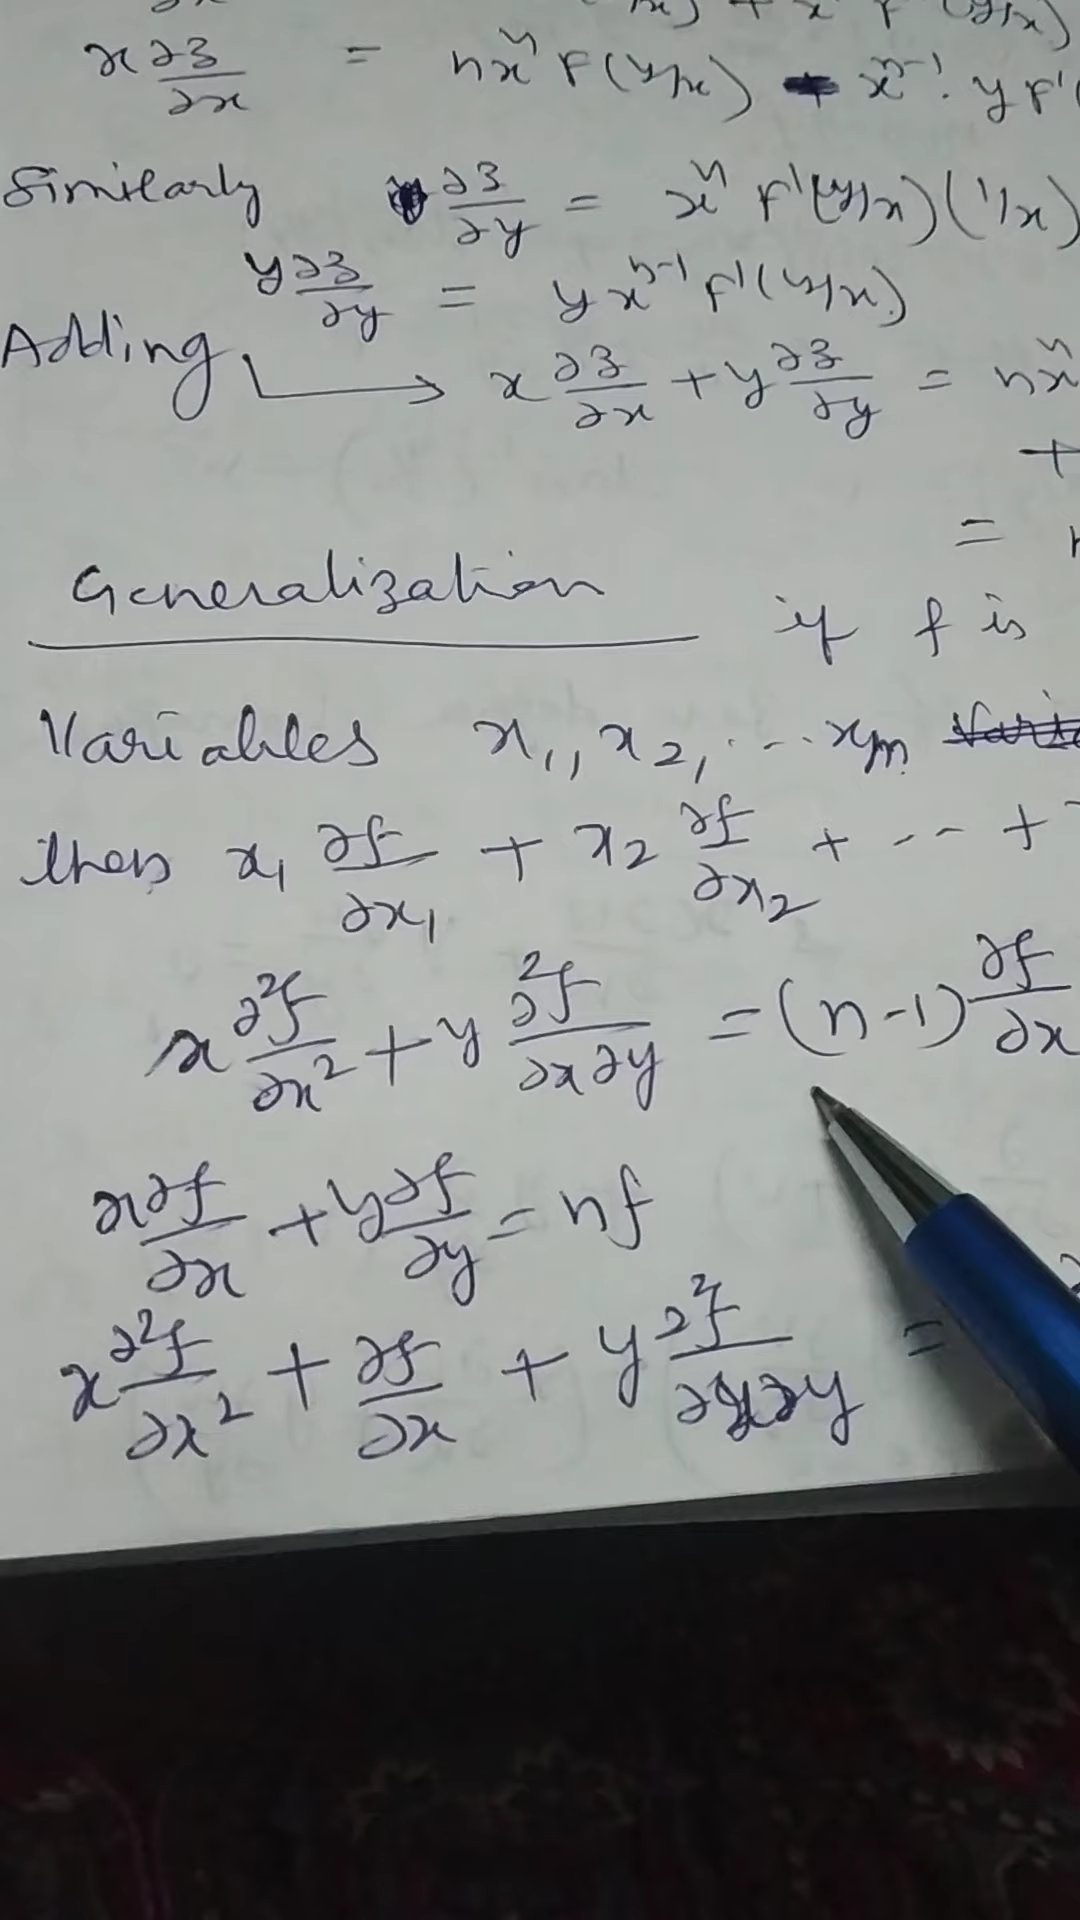 x ∂z/∂x = nxⁿ F(y/x) - xⁿ⁻¹. y F'(
Similarly ∂z/∂y = xⁿ F'(y/x)(1/x)
y ∂z/∂y = y xⁿ⁻¹ F'(y/x)
Adding → x ∂z/∂x + y ∂z/∂y = nxⁿ
+
=
Generalization if f is
Variables x₁, x₂, ... xₘ
then x₁ ∂f/∂x₁ + x₂ ∂f/∂x₂ + --- +
x ∂²f/∂x² + y ∂²f/∂x∂y = (n-1) ∂f/∂x
x ∂f/∂x + y ∂f/∂y = nf
x ∂²f/∂x² + ∂f/∂x + y ∂²f/∂x∂y =